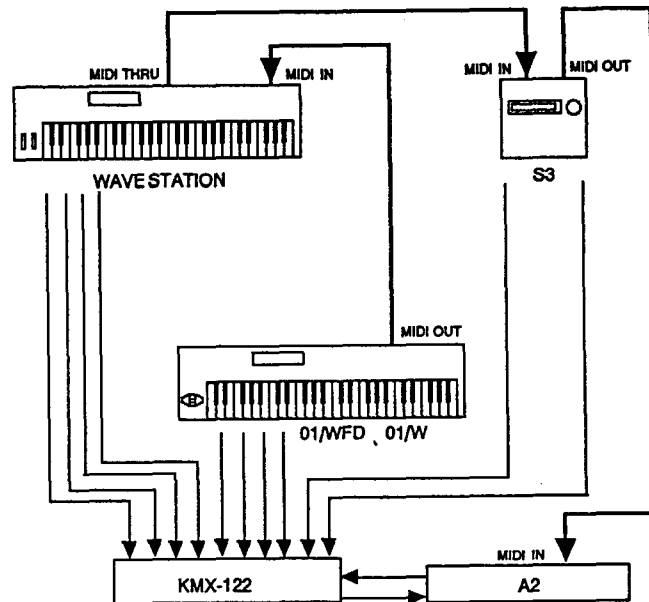 MIDI THRU
MIDI IN
MIDI IN
MIDI OUT
WAVE STATION
S3
MIDI OUT
01/WFD、01/W
MIDI IN
KMX-122
A2